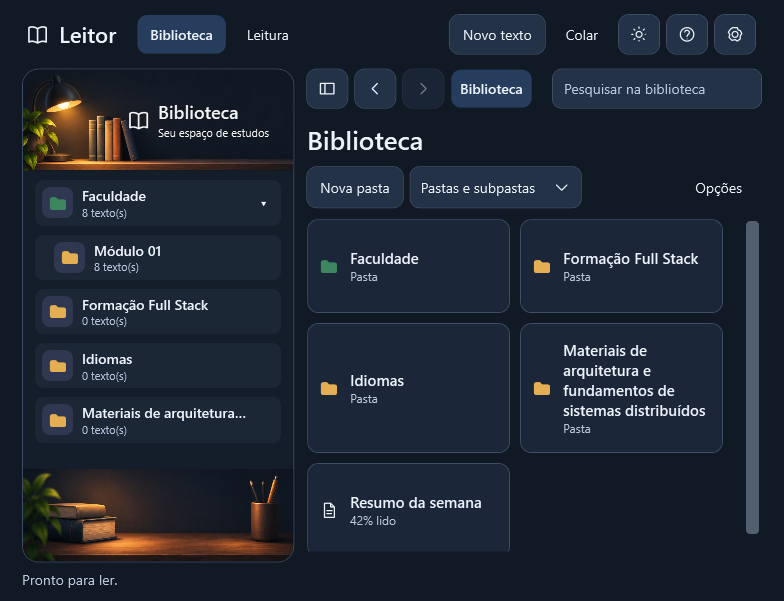 Leitor
Biblioteca
Leitura
Novo texto
Colar
Biblioteca
Seu espaço de estudos
Faculdade
8 texto(s)
Módulo 01
8 texto(s)
Formação Full Stack
0 texto(s)
Idiomas
0 texto(s)
Materiais de arquitetura...
0 texto(s)
Biblioteca
Pesquisar na biblioteca
Biblioteca
Nova pasta
Pastas e subpastas
Opções
Faculdade
Pasta
Formação Full Stack
Pasta
Idiomas
Pasta
Materiais de
arquitetura e
fundamentos de
sistemas distribuídos
Pasta
Resumo da semana
42% lido
Pronto para ler.